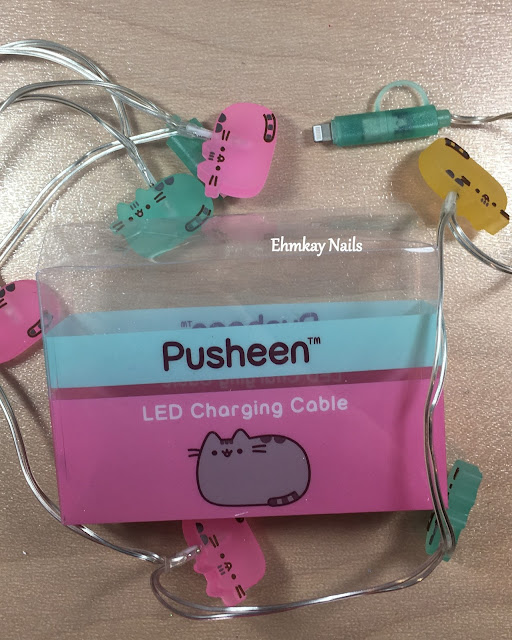 Ehmkay Nails
Pusheen™
LED Charging Cable